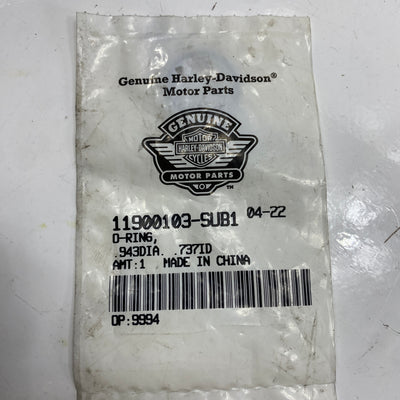 Genuine Harley-Davidson®
Motor Parts
GENUINE
MOTOR
HARLEY-DAVIDSON
CYCLES
MOTOR PARTS
™
11900103-SUB1 04-22
O-RING,
.943DIA. .737ID
AMT:1 MADE IN CHINA
OP:9994